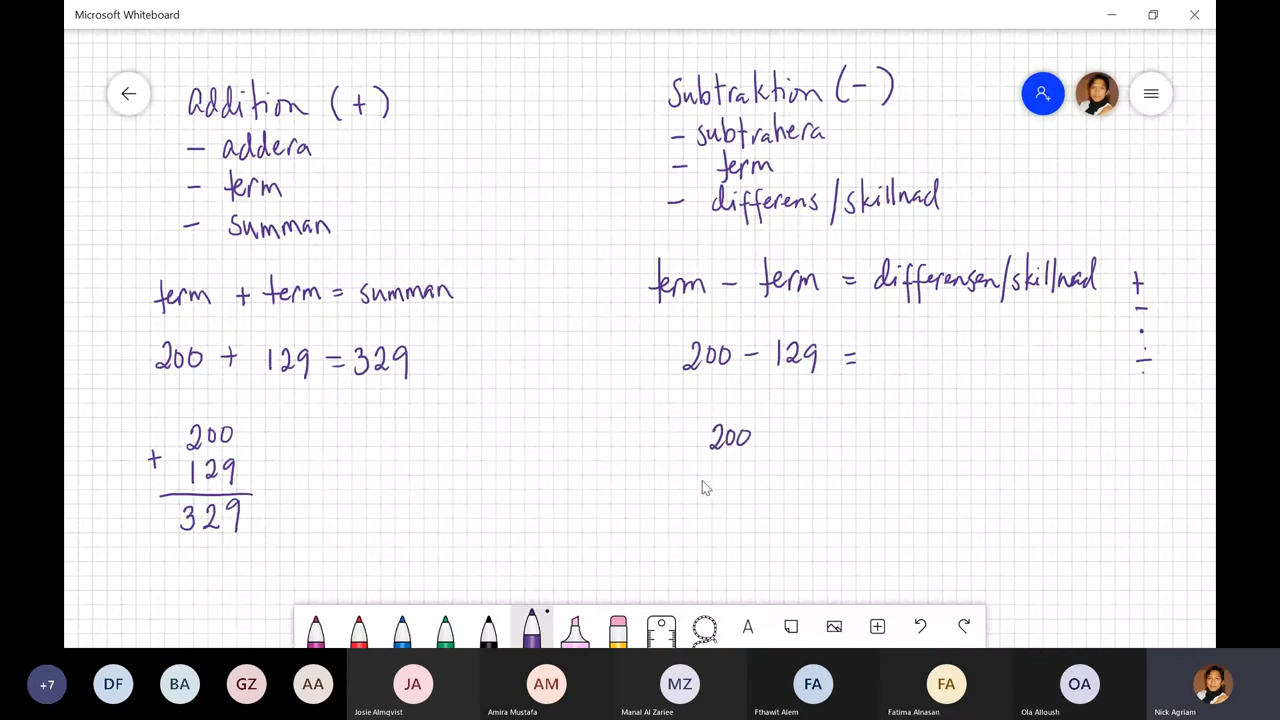 Microsoft Whiteboard
addition (+)
- addera
- term
- summan
term + term = summan
200 + 129 = 329
200
+ 129
329
Subtraktion (-)
- subtrahera
- term
- differens/skillnad
term - term = differensen/skillnad
200 - 129 =
200
+
-
·
÷
A
+7
DF
BA
GZ
AA
JA
Josie Almqvist
AM
Amira Mustafa
MZ
Manal Al Zariee
FA
Fthawit Alem
FA
Fatima Alnasan
OA
Ola Alloush
Nick Agriam